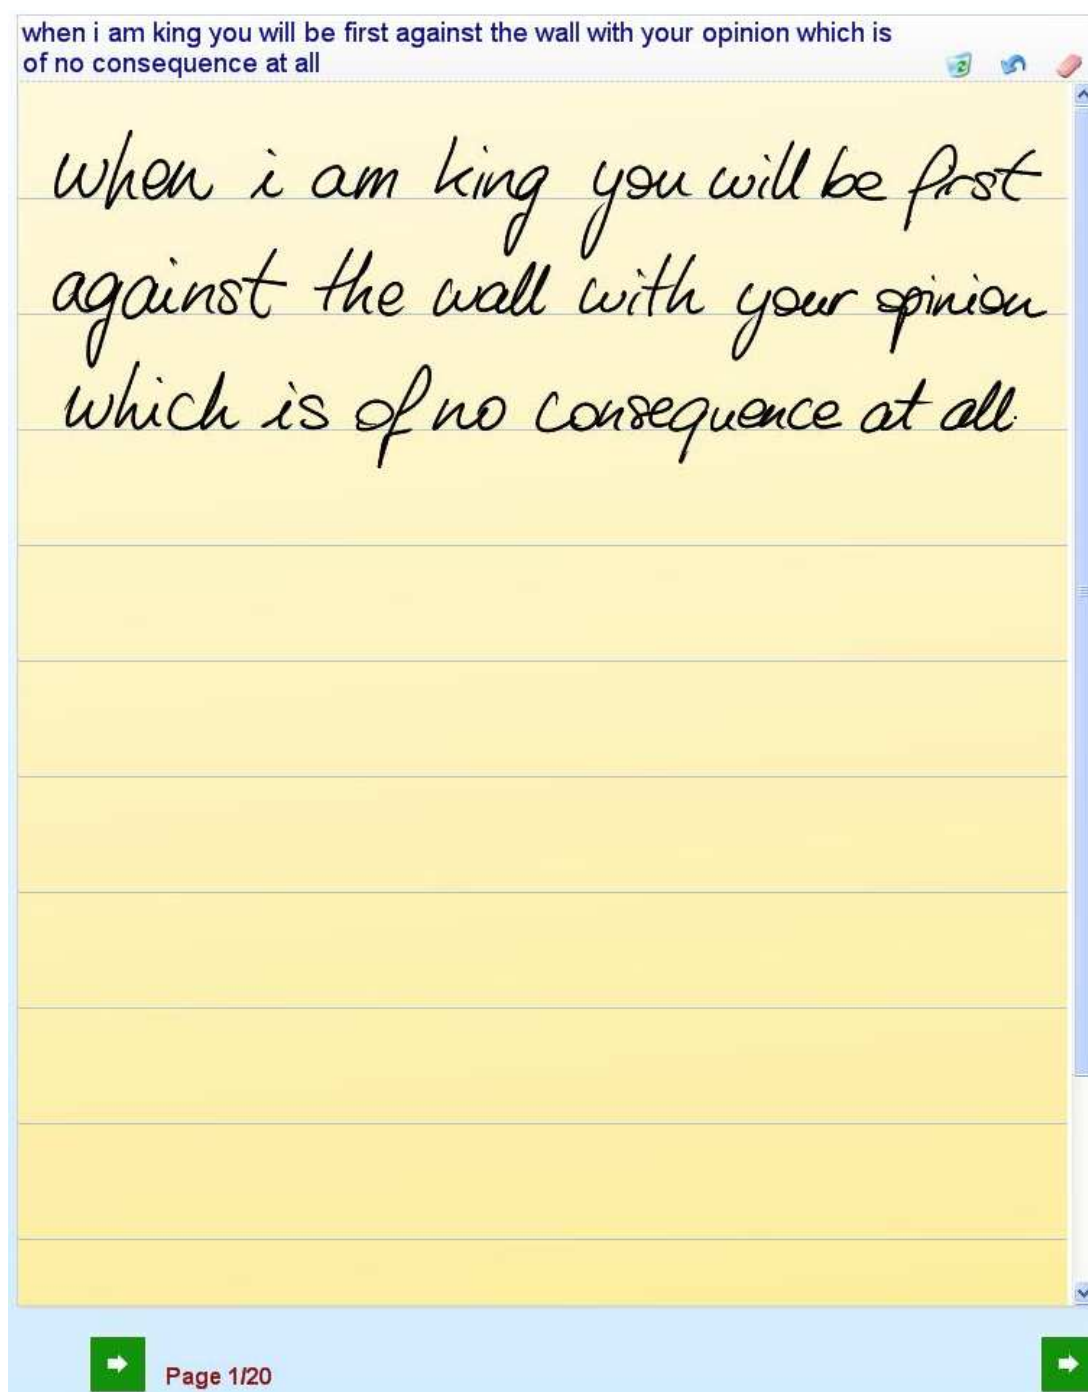 when i am king you will be first against the wall with your opinion which is
of no consequence at all
when i am king you will be first
against the wall with your opinion
which is of no consequence at all.
Page 1/20